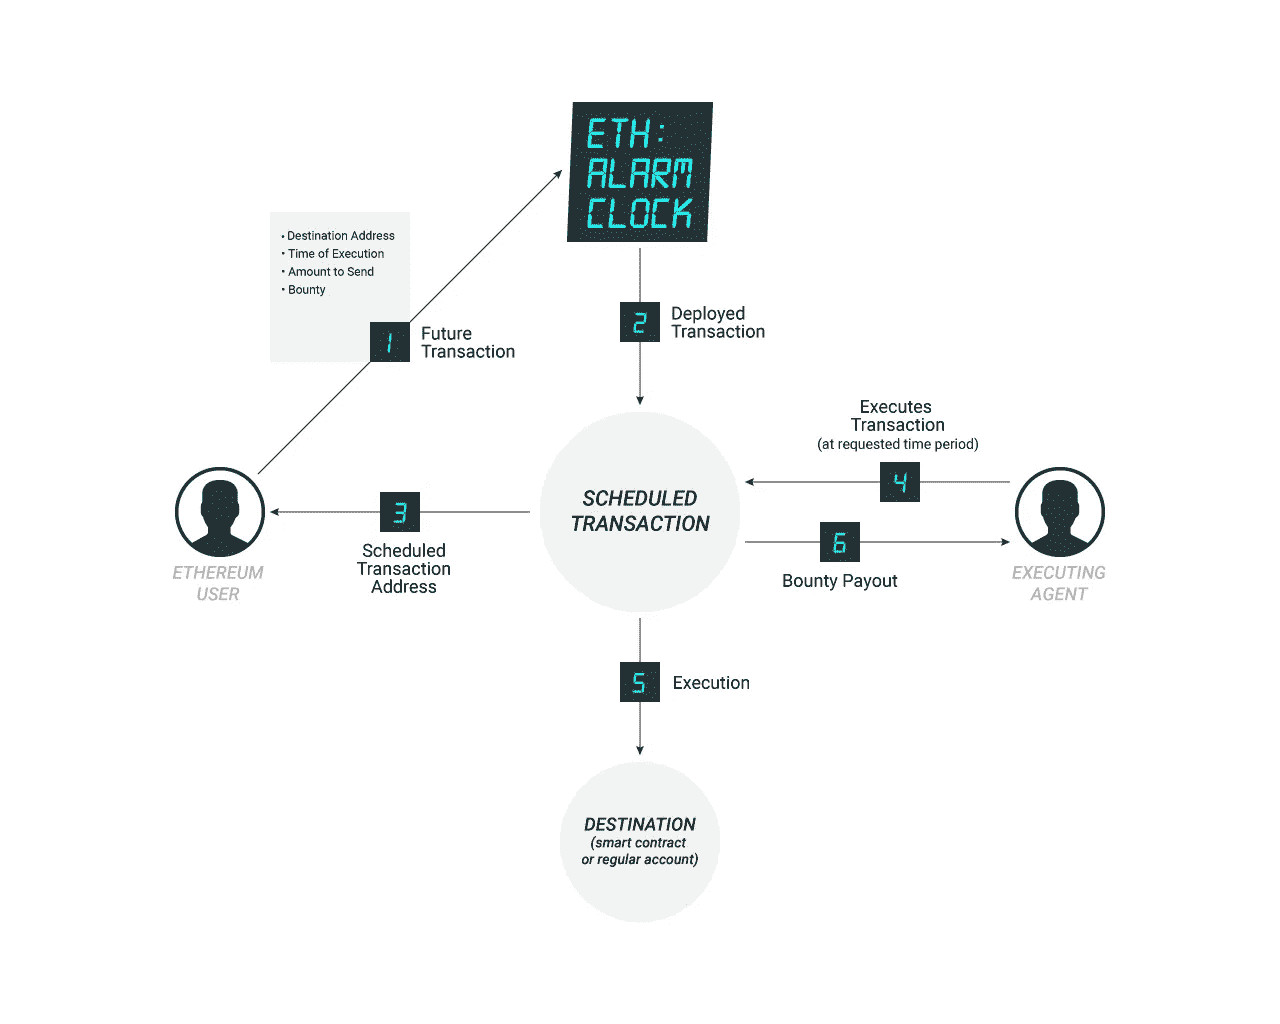 ETH:
ALARM
CLOCK
• Destination Address
• Time of Execution
• Amount to Send
• Bounty
1
Future
Transaction
2
Deployed
Transaction
Executes
Transaction
(at requested time period)
4
SCHEDULED
TRANSACTION
3
Scheduled
Transaction
Address
6
Bounty Payout
ETHEREUM
USER
EXECUTING
AGENT
5
Execution
DESTINATION
(smart contract
or regular account)